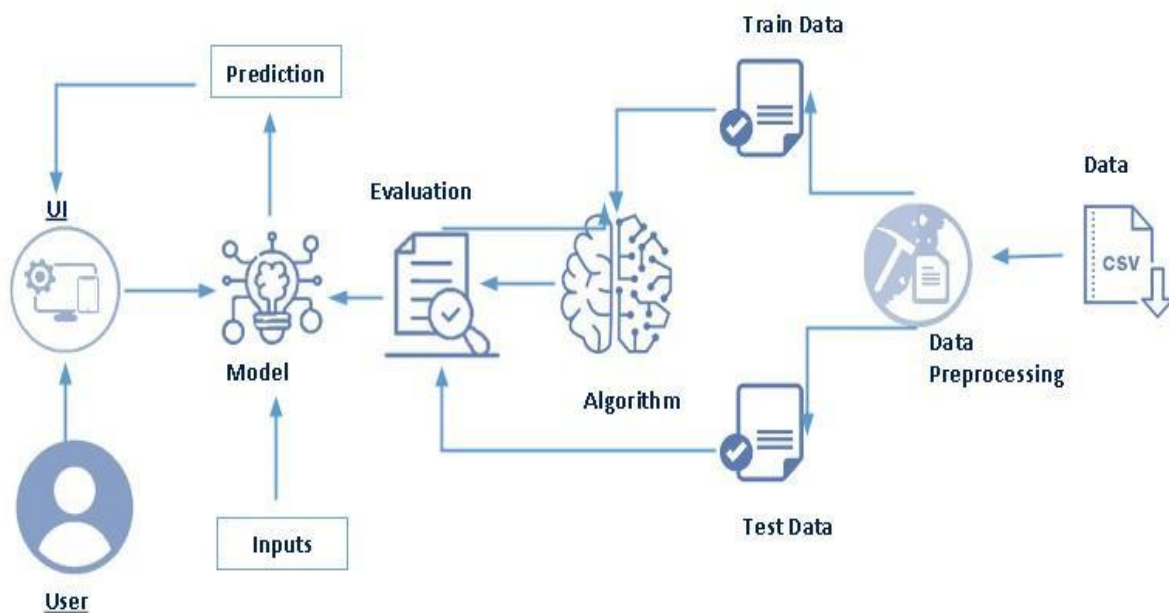 Train Data
Prediction
Data
Evaluation
UI
CSV
Data
Preprocessing
Model
Algorithm
Test Data
Inputs
User